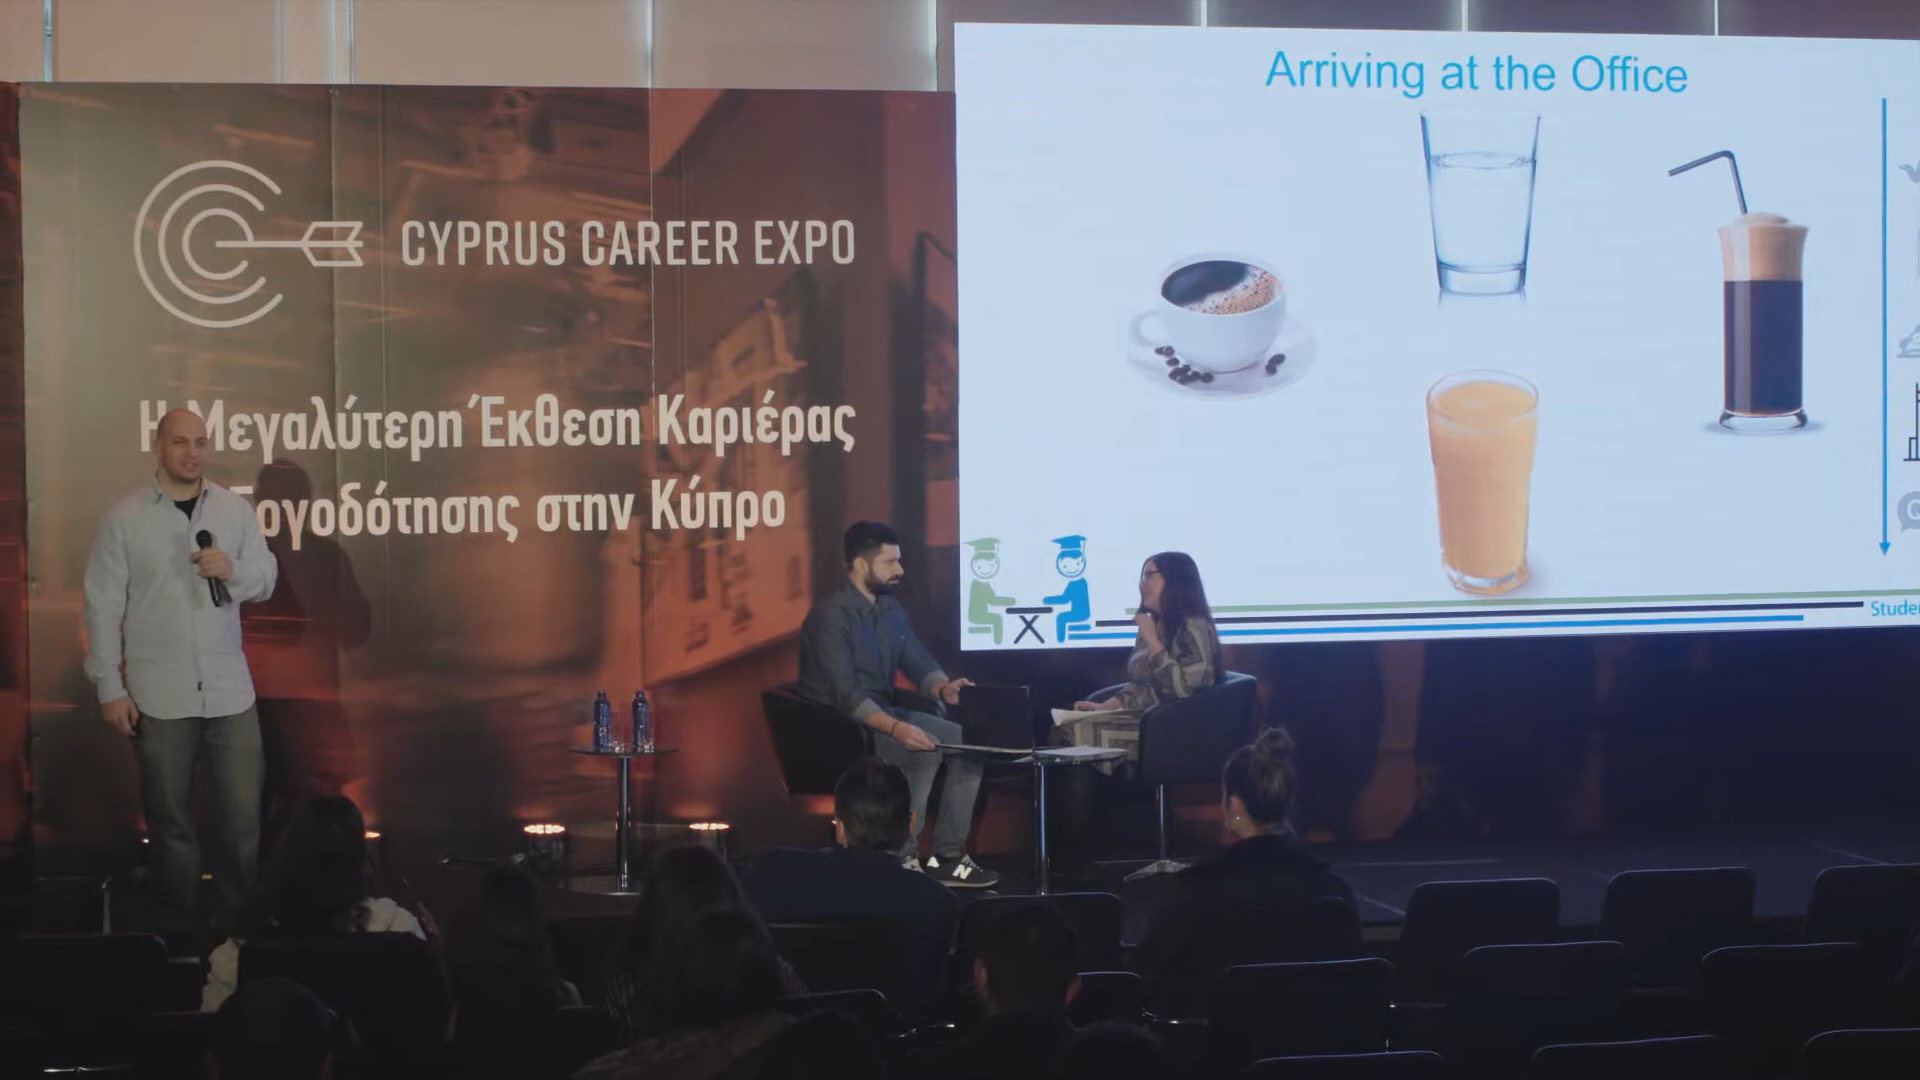 CYPRUS CAREER EXPO
Η Μεγαλύτερη Έκθεση Καριέρας
στην Κύπρο
Arriving at the Office
N